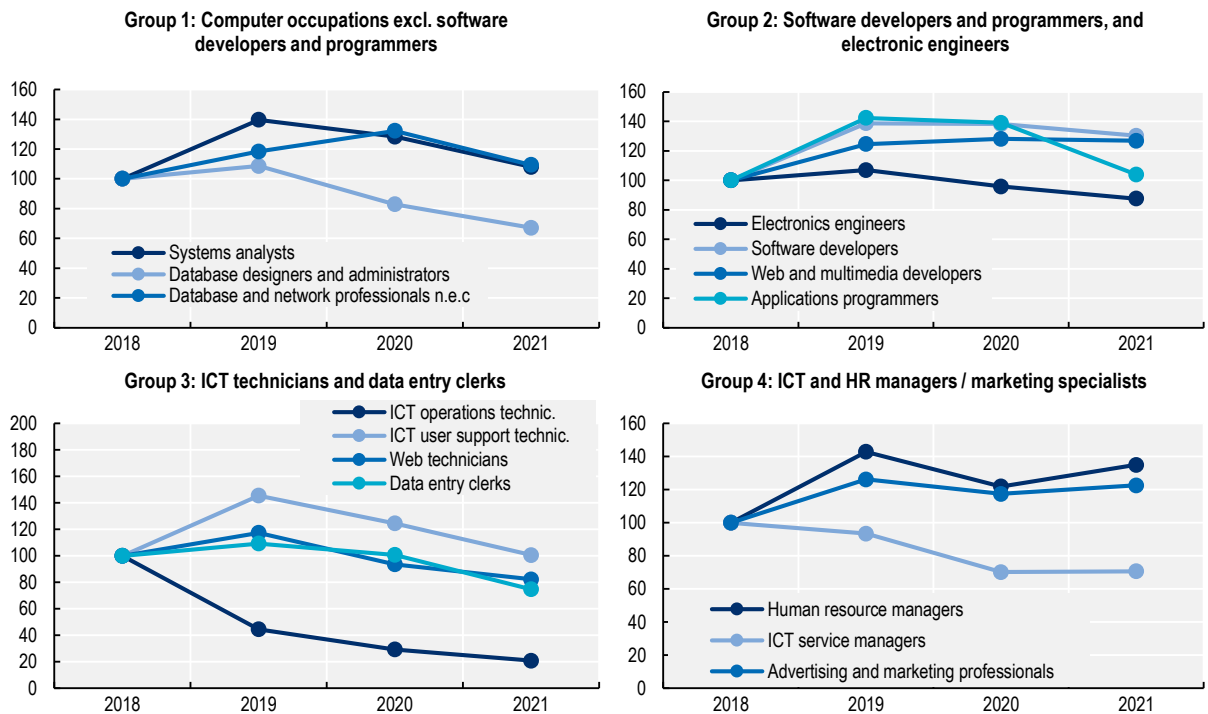 Group 1: Computer occupations excl. software
developers and programmers
160
140
120
100
80
60
40
20
0
Systems analysts
Database designers and administrators
Database and network professionals n.e.c
2018
2019
2020
2021
Group 2: Software developers and programmers, and
electronic engineers
160
140
120
100
80
60
40
20
0
Electronics engineers
Software developers
Web and multimedia developers
Applications programmers
2018
2019
2020
2021
Group 3: ICT technicians and data entry clerks
200
180
160
140
120
100
80
60
40
20
0
ICT operations technic.
ICT user support technic.
Web technicians
Data entry clerks
2018
2019
2020
2021
Group 4: ICT and HR managers / marketing specialists
160
140
120
100
80
60
40
20
0
Human resource managers
ICT service managers
Advertising and marketing professionals
2018
2019
2020
2021